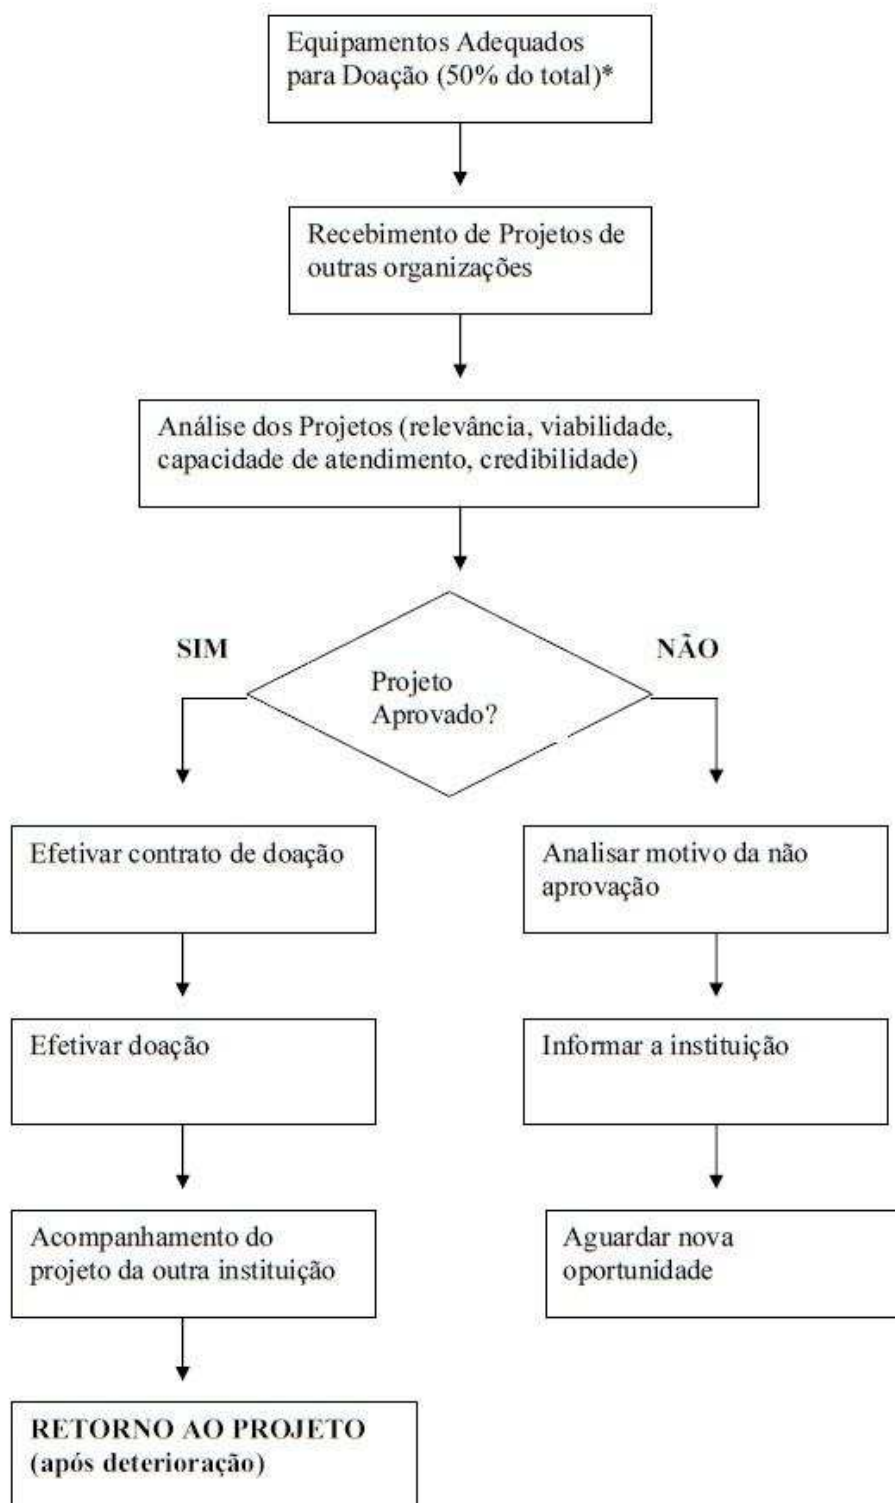 Equipamentos Adequados
para Doação (50% do total)*
Recebimento de Projetos de
outras organizações
Análise dos Projetos (relevância, viabilidade,
capacidade de atendimento, credibilidade)
SIM
NÃO
Projeto
Aprovado?
Efetivar contrato de doação
Analisar motivo da não
aprovação
Efetivar doação
Informar a instituição
Acompanhamento do
projeto da outra instituição
Aguardar nova
oportunidade
RETORNO AO PROJETO
(após deterioração)